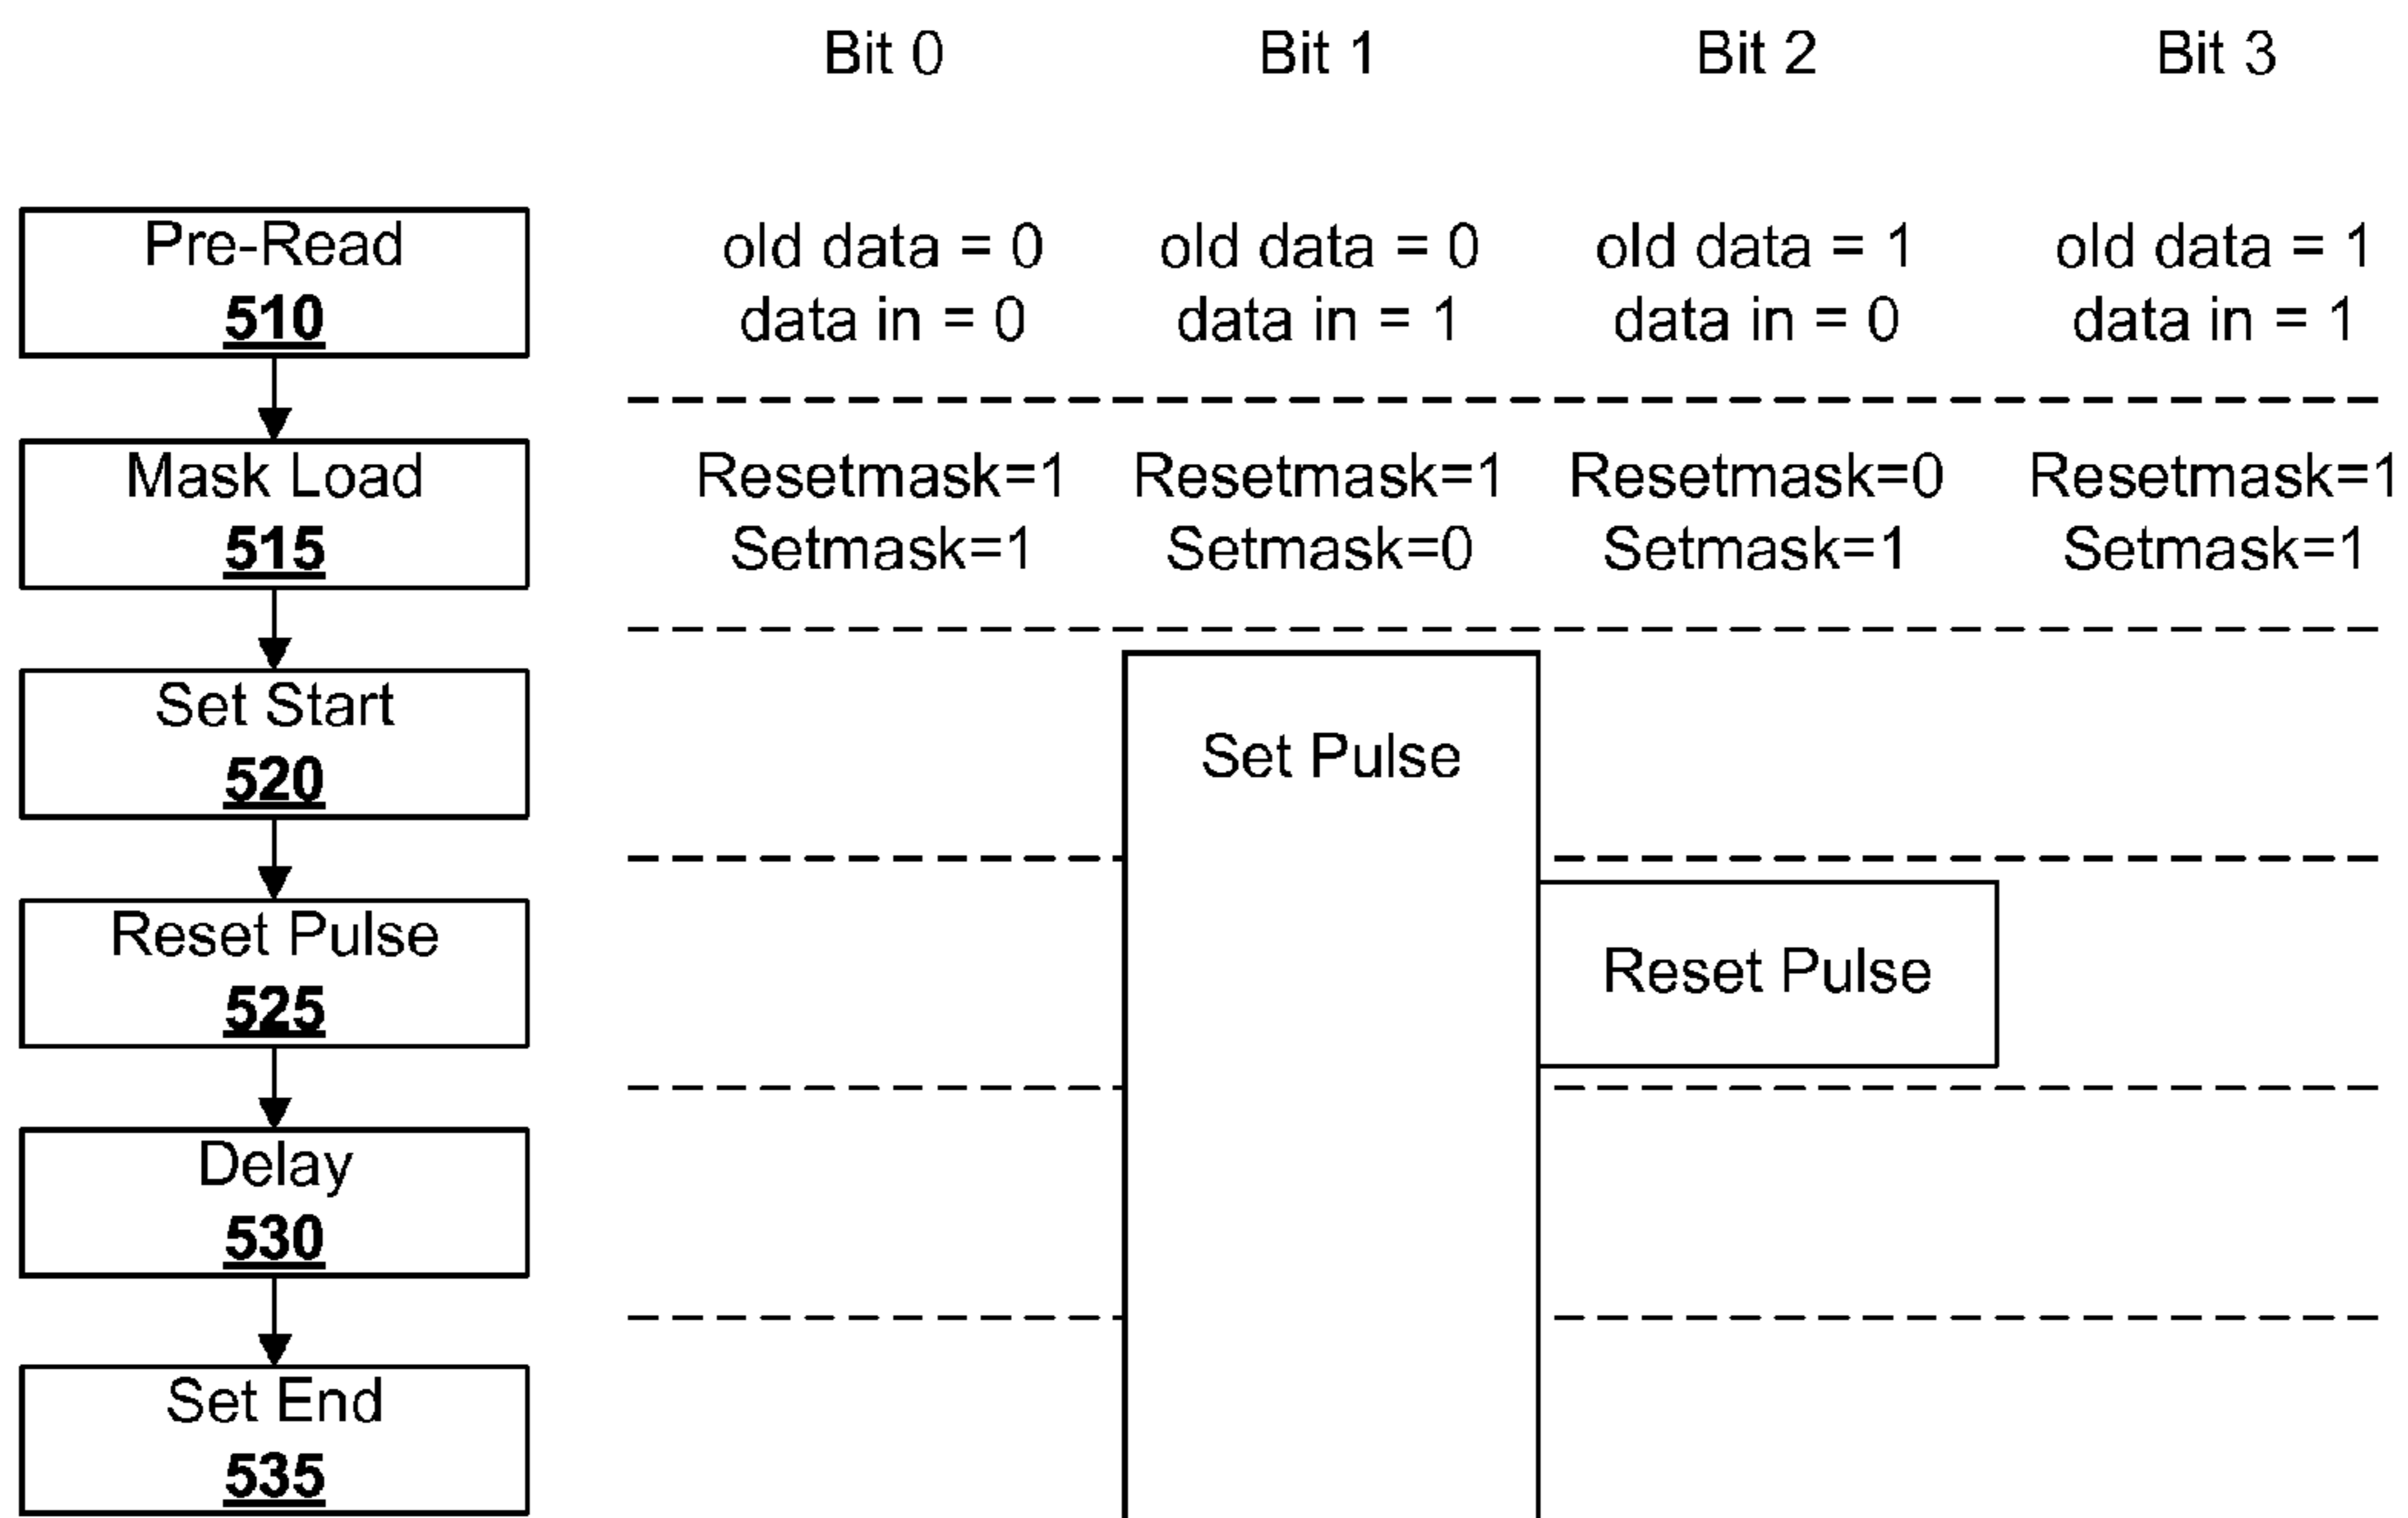 Bit 0 Bit 1 Bit 2 Bit 3
Pre-Read
510
old data = 0 old data = 0 old data = 1 old data = 1
data in = 0 data in = 1 data in = 0 data in = 1
Mask Load
515
Resetmask=1 Resetmask=1 Resetmask=0 Resetmask=1
Setmask=1 Setmask=0 Setmask=1 Setmask=1
Set Start
520
Set Pulse
Reset Pulse
525
Reset Pulse
Delay
530
Set End
535